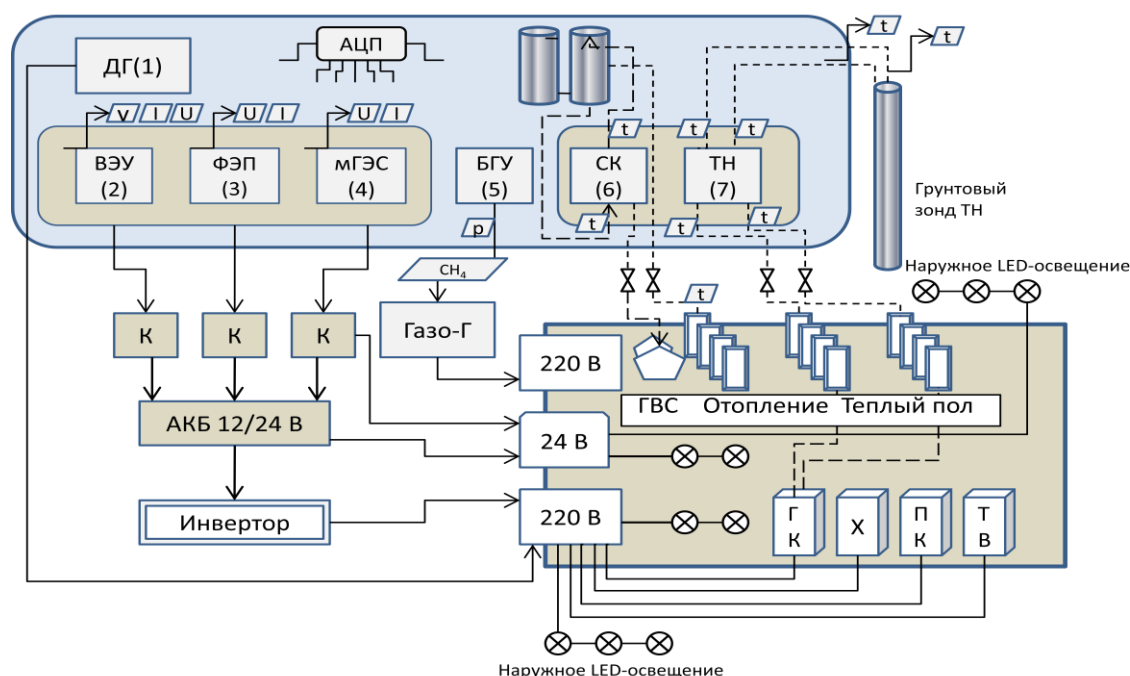 АЦП
t
t
ДГ(1)
v I U
U I
U I
t
t
t
ВЭУ
(2)
ФЭП
(3)
мГЭС
(4)
БГУ
(5)
СК
(6)
ТН
(7)
Грунтовый
зонд ТН
p
t
t
t
CH4
Наружное LED-освещение
t
К
К
К
Газо-Г
220 В
ГВС Отопление Теплый пол
АКБ 12/24 В
24 В
Инвертор
220 В
Г
К
Х
П
К
Т
В
Наружное LED-освещение